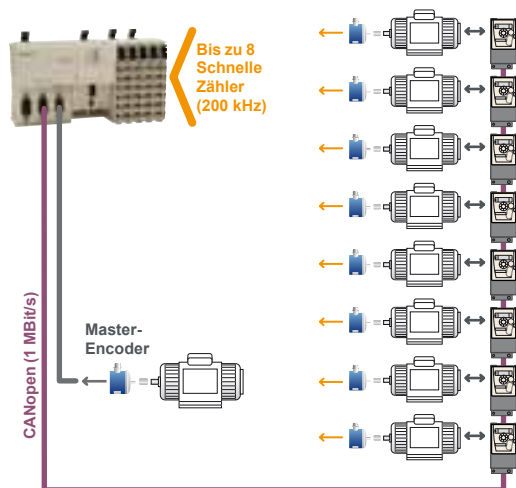 Bis zu 8
Schnelle
Zähler
(200 kHz)
Master-
Encoder
CANopen (1 MBit/s)